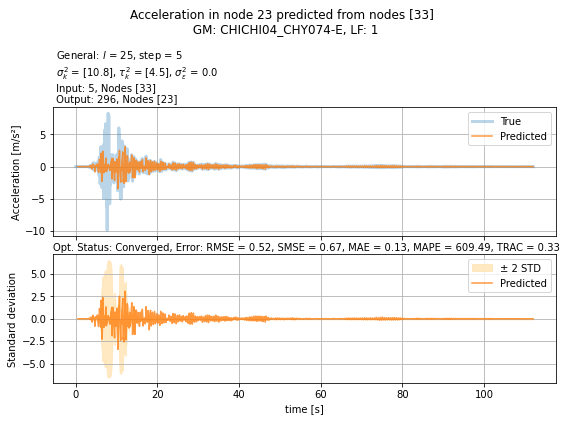 Acceleration in node 23 predicted from nodes [33]
GM: CHICHI04_CHY074-E, LF: 1
General: l = 25, step = 5
σ²ₖ = [10.8], τ²ₖ = [4.5], σ²_ε = 0.0
Input: 5, Nodes [33]
Output: 296, Nodes [23]
True
Predicted
5
0
−5
−10
Acceleration [m/s²]
Opt. Status: Converged, Error: RMSE = 0.52, SMSE = 0.67, MAE = 0.13, MAPE = 609.49, TRAC = 0.33
± 2 STD
Predicted
5.0
2.5
0.0
−2.5
−5.0
Standard deviation
0 20 40 60 80 100
time [s]